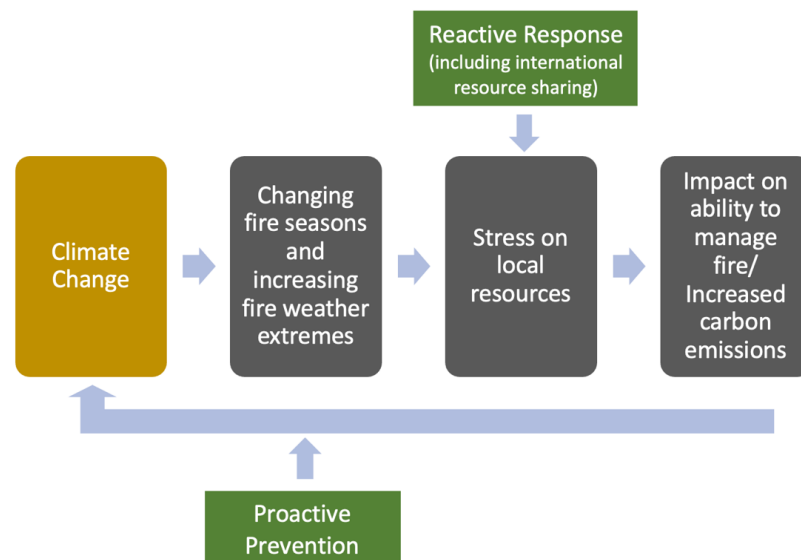 Reactive Response
(including international
resource sharing)
Climate
Change
Changing
fire seasons
and
increasing
fire weather
extremes
Stress on
local
resources
Impact on
ability to
manage
fire/
Increased
carbon
emissions
Proactive
Prevention